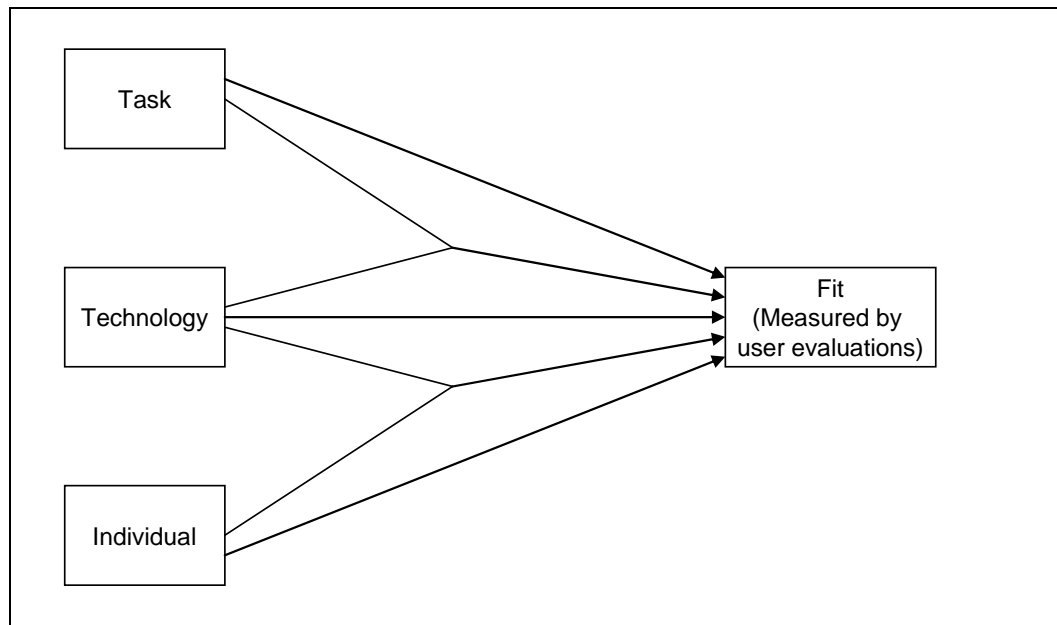 Task
Technology
Fit
(Measured by
user evaluations)
Individual